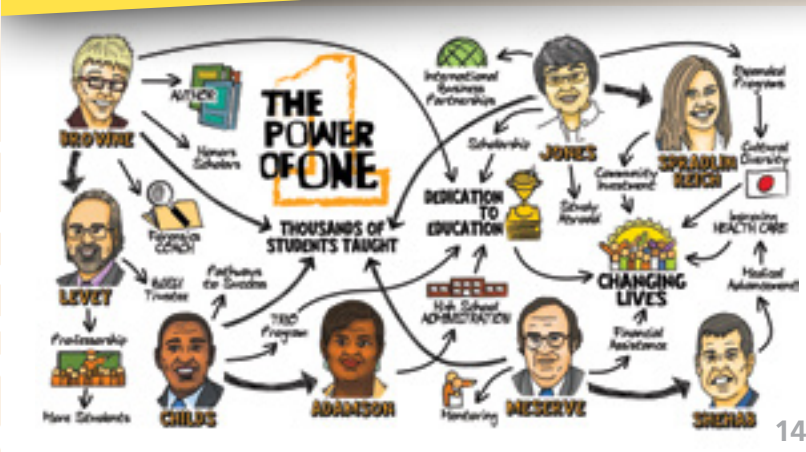 THE
POWER
OF ONE
AUTHOR
Honors
Scholars
BROWNE
Forensics
COACH
LEVET
Trustee
Professorship
More Scholarships
Pathways
to Success
TRIO
Program
CHILDS
THOUSANDS OF
STUDENTS TAUGHT
ADAMSON
International
Business
Partnerships
Scholarship
JONES
DEDICATION
TO
EDUCATION
Study
Abroad
High School
ADMINISTRATION
Mentoring
MESERVE
Expanded
Programs
SPRADLIN
REICH
Community
Investment
Cultural
Diversity
Improving
HEALTH CARE
CHANGING
LIVES
Medical
Advancement
Financial
Assistance
SHEHAB
14